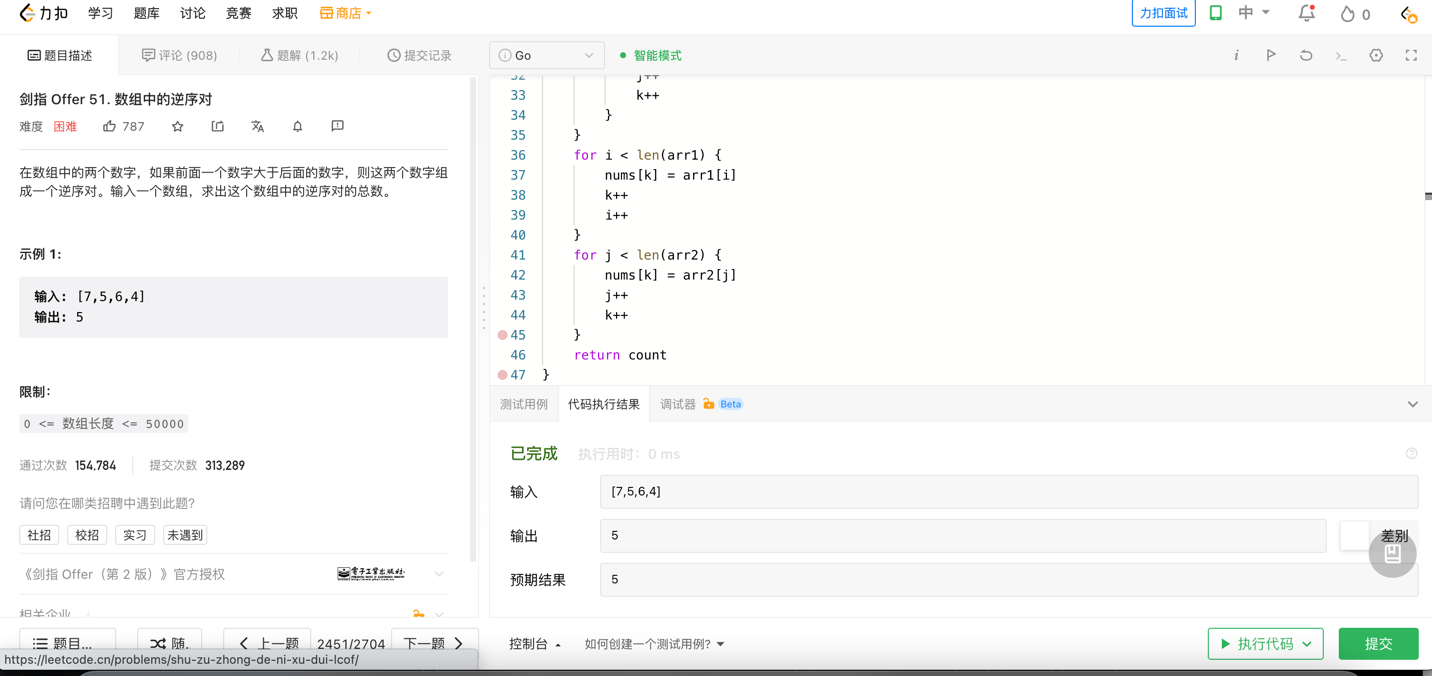 力扣 学习 题库 讨论 竞赛 求职 商店 力扣面试 中 0
题目描述 评论 (908) 题解 (1.2k) 提交记录 Go 智能模式
剑指 Offer 51. 数组中的逆序对
难度 困难 787
在数组中的两个数字，如果前面一个数字大于后面的数字，则这两个数字组
成一个逆序对。输入一个数组，求出这个数组中的逆序对的总数。
示例 1:
输入: [7,5,6,4]
输出: 5
限制：
0 <= 数组长度 <= 50000
通过次数 154,784 提交次数 313,289
请问您在哪类招聘中遇到此题？
社招 校招 实习 未遇到
《剑指 Offer（第 2 版）》官方授权 电子工业出版社
相关企业
题目... 随. 上一题 2451/2704 下一题
https://leetcode.cn/problems/shu-zu-zhong-de-ni-xu-dui-lcof/
32 j++
33 k++
34 }
35 }
36 for i < len(arr1) {
37 nums[k] = arr1[i]
38 k++
39 i++
40 }
41 for j < len(arr2) {
42 nums[k] = arr2[j]
43 j++
44 k++
45 }
46 return count
47 }
测试用例 代码执行结果 调试器 Beta
已完成 执行用时：0 ms
输入 [7,5,6,4]
输出 5 差别
预期结果 5
控制台 如何创建一个测试用例? 执行代码 提交